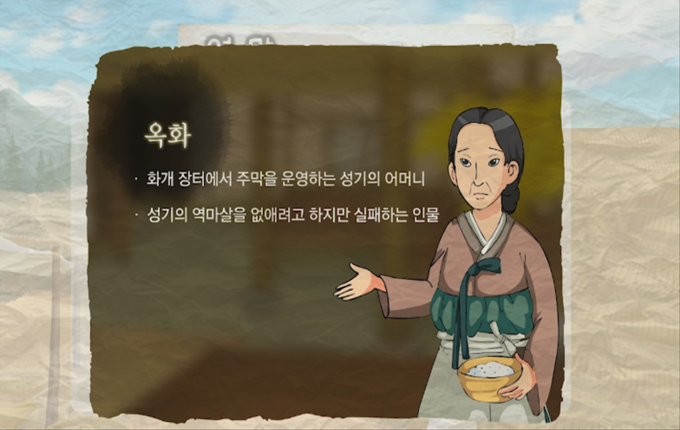 옥화
· 화개 장터에서 주막을 운영하는 성기의 어머니
· 성기의 역마살을 없애려고 하지만 실패하는 인물